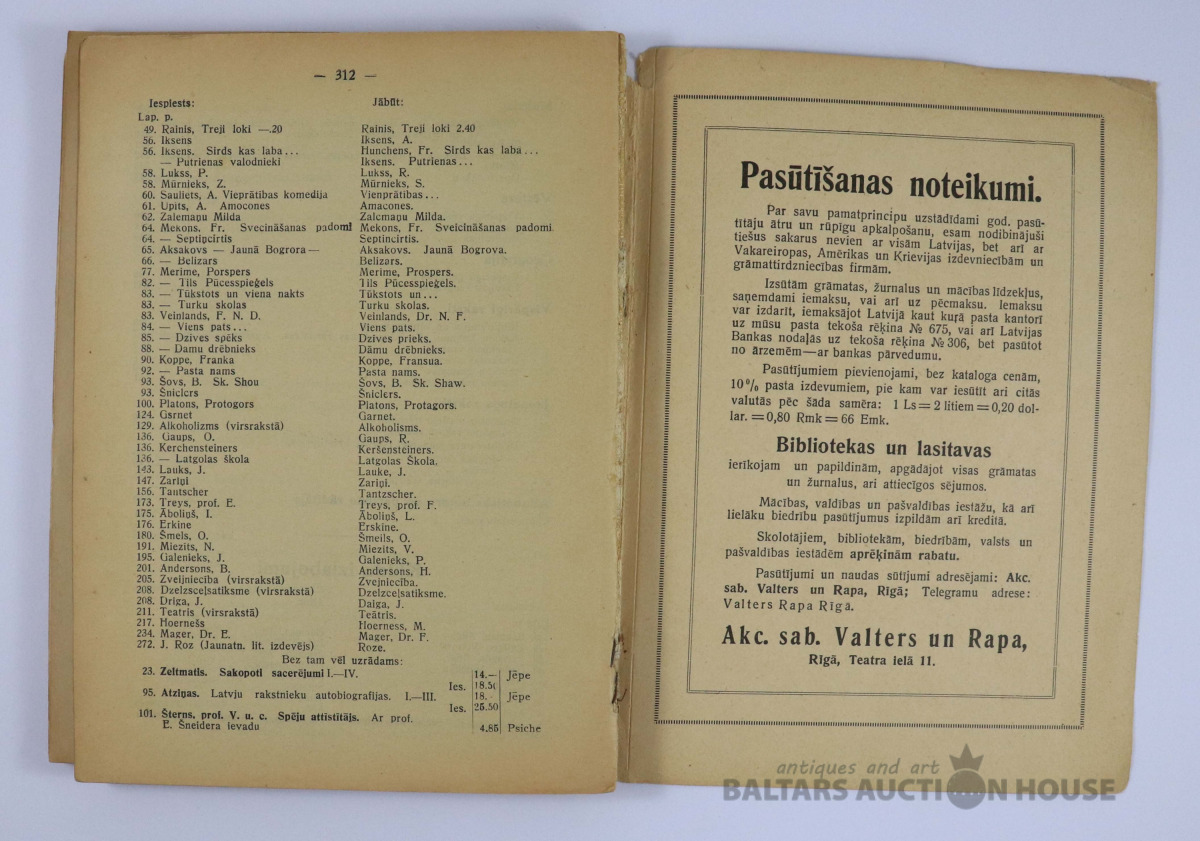 — 312 —
Iespiests: Jābūt:
Lap. p.
49. Rainis, Treji loki —.20 Rainis, Treji loki 2.40
56. Iksens Iksens, A.
56. Iksens. Sirds kas laba... Hunchens, Fr. Sirds kas laba...
— Putrienas valodnieki Iksens. Putrienas...
58. Lukss, P. Lukss, R.
58. Mūrnieks, Z. Mūrnieks, S.
60. Sauliets, A. Vieprātības komedija Vienprātības...
61. Upīts, A. Amocones Amacones.
62. Zalemaņu Milda Zalcmaņu Milda.
64. Mekons, Fr. Svecināšanas padomi Mekons, Fr. Sveicināšanas padomi.
64. — Septiņcirtis Septincirtis.
65. Aksakovs — Jaunā Bogrora — Aksakovs. Jaunā Bogrova.
66. — Belizars Belizars.
77. Merime, Porspers Merime, Prospers.
82. — Tils Pūcesspieģels Tils Pūcesspieģels.
83. — Tūkstots un viena nakts Tūkstots un...
83. — Turku skolas Turku skolas.
83. Veinlands, F. N. D. Veinlands, Dr. N. F.
84. — Viens pats... Viens pats.
85. — Dzīves spēks Dzīves prieks.
88. — Damu drēbnieks Dāmu drēbnieks.
90. Koppe, Franka Koppe, Fransua.
92. — Pasta nams Pasta nams.
93. Šovs, B. Sk. Shou Šovs, B. Sk. Shaw.
93. Šniclers Šniclers.
100. Platons, Protogors Platons, Protagors.
124. Garnet Garnet.
129. Alkoholizms (virsrakstā) Alkoholisms.
136. Gaups, O. Gaups, R.
136. Kerchensteiners Keršensteiners.
136. — Latgolas škola Latgolas Škola.
143. Lauks, J. Lauke, J.
147. Zariņi Zariņi.
156. Tantscher Tantzscher.
173. Treys, prof. E. Treys, prof. F.
175. Āboliņš, I. Āboliņš, L.
176. Erkine Erskine.
180. Šmels, O. Šmeils, O.
191. Miezits, N. Miezits, V.
195. Galenieks, J. Galenieks, P.
201. Andersons, B. Andersons, H.
205. Zveijniecība (virsrakstā) Zvejniecība.
208. Dzelzsceļsatiksme (virsrakstā) Dzelzceļsatiksme.
208. Driga, J. Daiga, J.
211. Teatris (virsrakstā) Teātris.
217. Hoernešs Hoerness, M.
234. Mager, Dr. E. Mager, Dr. F.
272. J. Roz (Jaunatn. lit. izdevējs) Roze.
Bez tam vēl uzrādams:
23. Zeltmatis. Sakopoti sacerējumi I.—IV. 14.— Jēpe
Ies. 18.50
95. Atziņas. Latvju rakstnieku autobiografijas. I.—III. 18.- Jēpe
Ies. 25.50
101. Šterns, prof. V. u. c. Spēju attistītājs. Ar prof.
E. Šneidera ievadu 4.85 Psiche
Pasūtīšanas noteikumi.
Par savu pamatprincipu uzstādīdami god. pasū-
tītāju ātru un rūpīgu apkalpošanu, esam nodibinājuši
tiešus sakarus nevien ar visām Latvijas, bet arī ar
Vakareiropas, Amērikas un Krievijas izdevniecībām un
grāmattirdzniecības firmām.
Izsūtām grāmatas, žurnalus un mācības līdzekļus,
saņemdami iemaksu, vai arī uz pēcmaksu. Iemaksu
var izdarīt, iemaksājot Latvijā kaut kuŗā pasta kantorī
uz mūsu pasta tekoša rēķina № 675, vai arī Latvijas
Bankas nodaļās uz tekoša rēķina № 306, bet pasūtot
no ārzemēm—ar bankas pārvedumu.
Pasūtījumiem pievienojami, bez kataloga cenām,
10% pasta izdevumiem, pie kam var iesūtīt ari citās
valutās pēc šāda samēra: 1 Ls = 2 litiem = 0,20 dol-
lar. = 0,80 Rmk = 66 Emk.
Bibliotekas un lasitavas
ierīkojam un papildinām, apgādājot visas grāmatas
un žurnalus, ari attiecīgos sējumos.
Mācības, valdības un pašvaldības iestāžu, kā arī
lielāku biedrību pasūtījumus izpildām arī kreditā.
Skolotājiem, bibliotekām, biedrībām, valsts un
pašvaldības iestādēm aprēķinām rabatu.
Pasūtījumi un naudas sūtījumi adresējami: Akc.
sab. Valters un Rapa, Rīgā; Telegramu adrese:
Valters Rapa Rīgā.
Akc. sab. Valters un Rapa,
Rīgā, Teatra ielā 11.
antiques and art
BALTARS AUCTION HOUSE